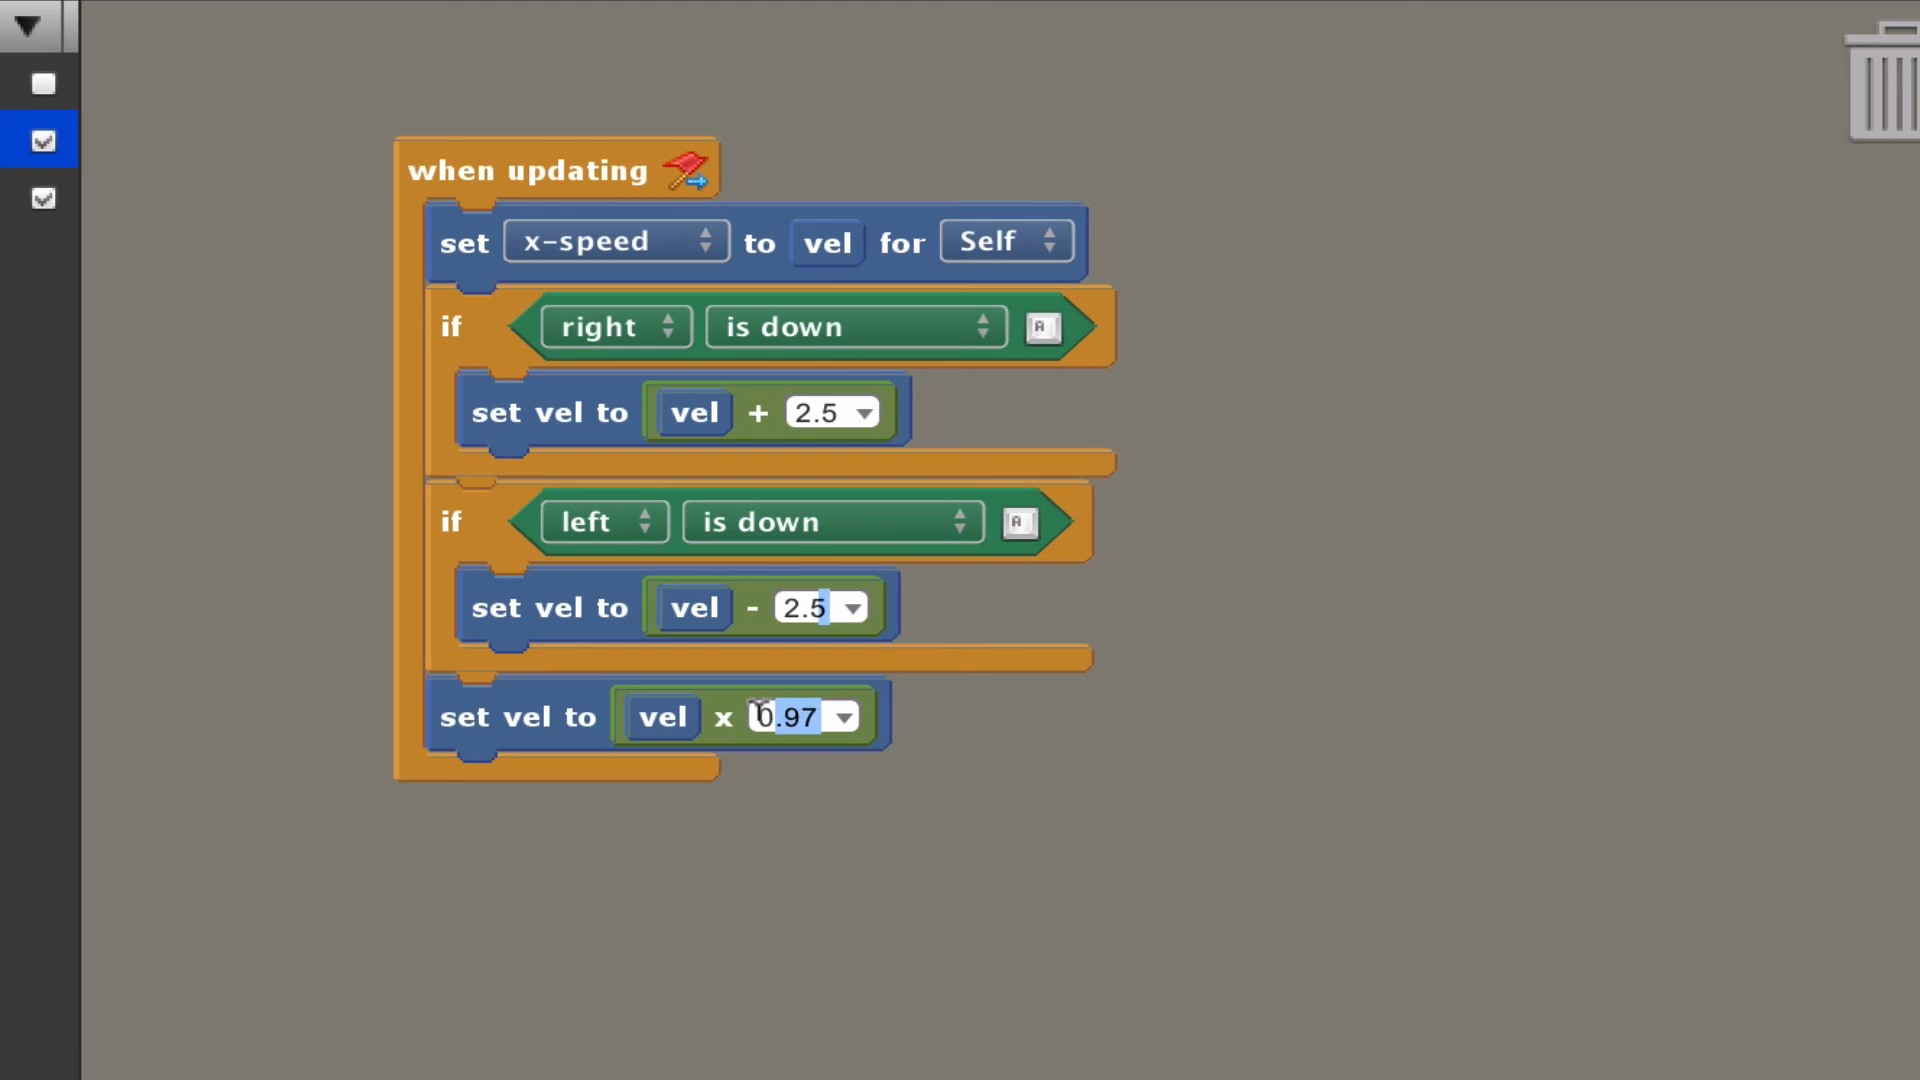 when updating
set x-speed to vel for Self
if right is down A
set vel to vel + 2.5
if left is down A
set vel to vel - 2.5
set vel to vel x 0.97